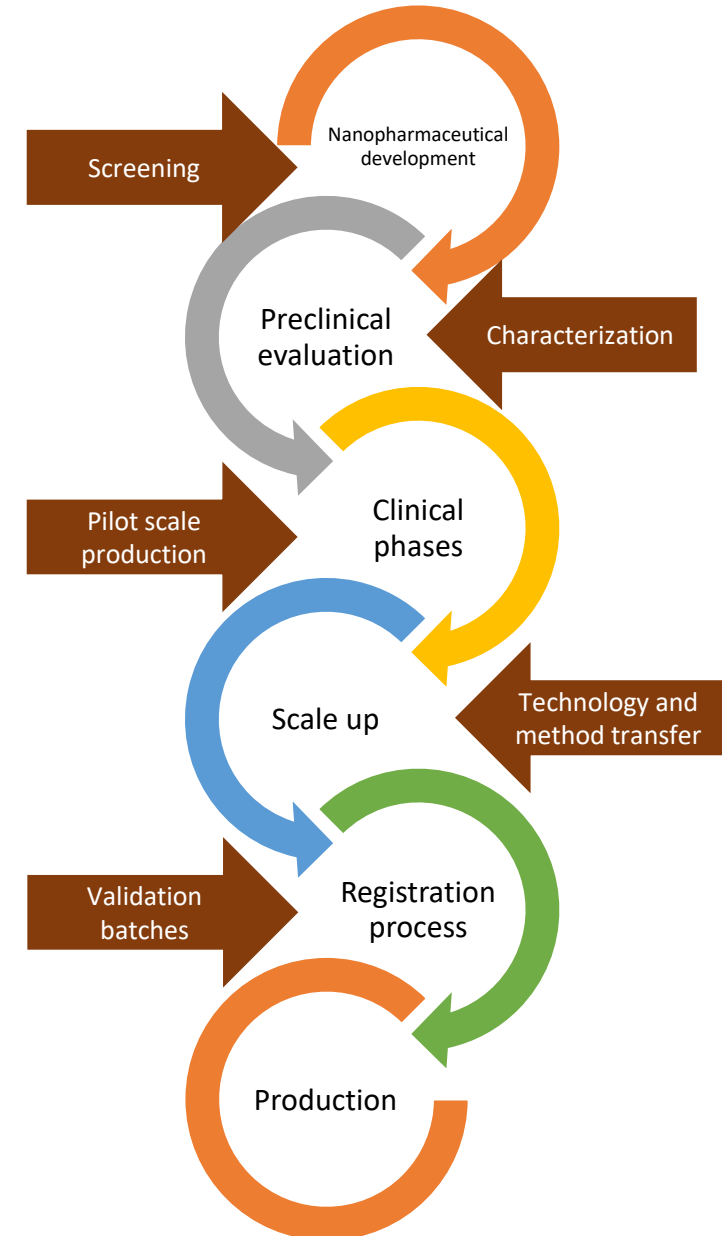 Nanopharmaceutical
development
Screening
Preclinical
evaluation
Characterization
Pilot scale
production
Clinical
phases
Scale up
Technology and
method transfer
Validation
batches
Registration
process
Production